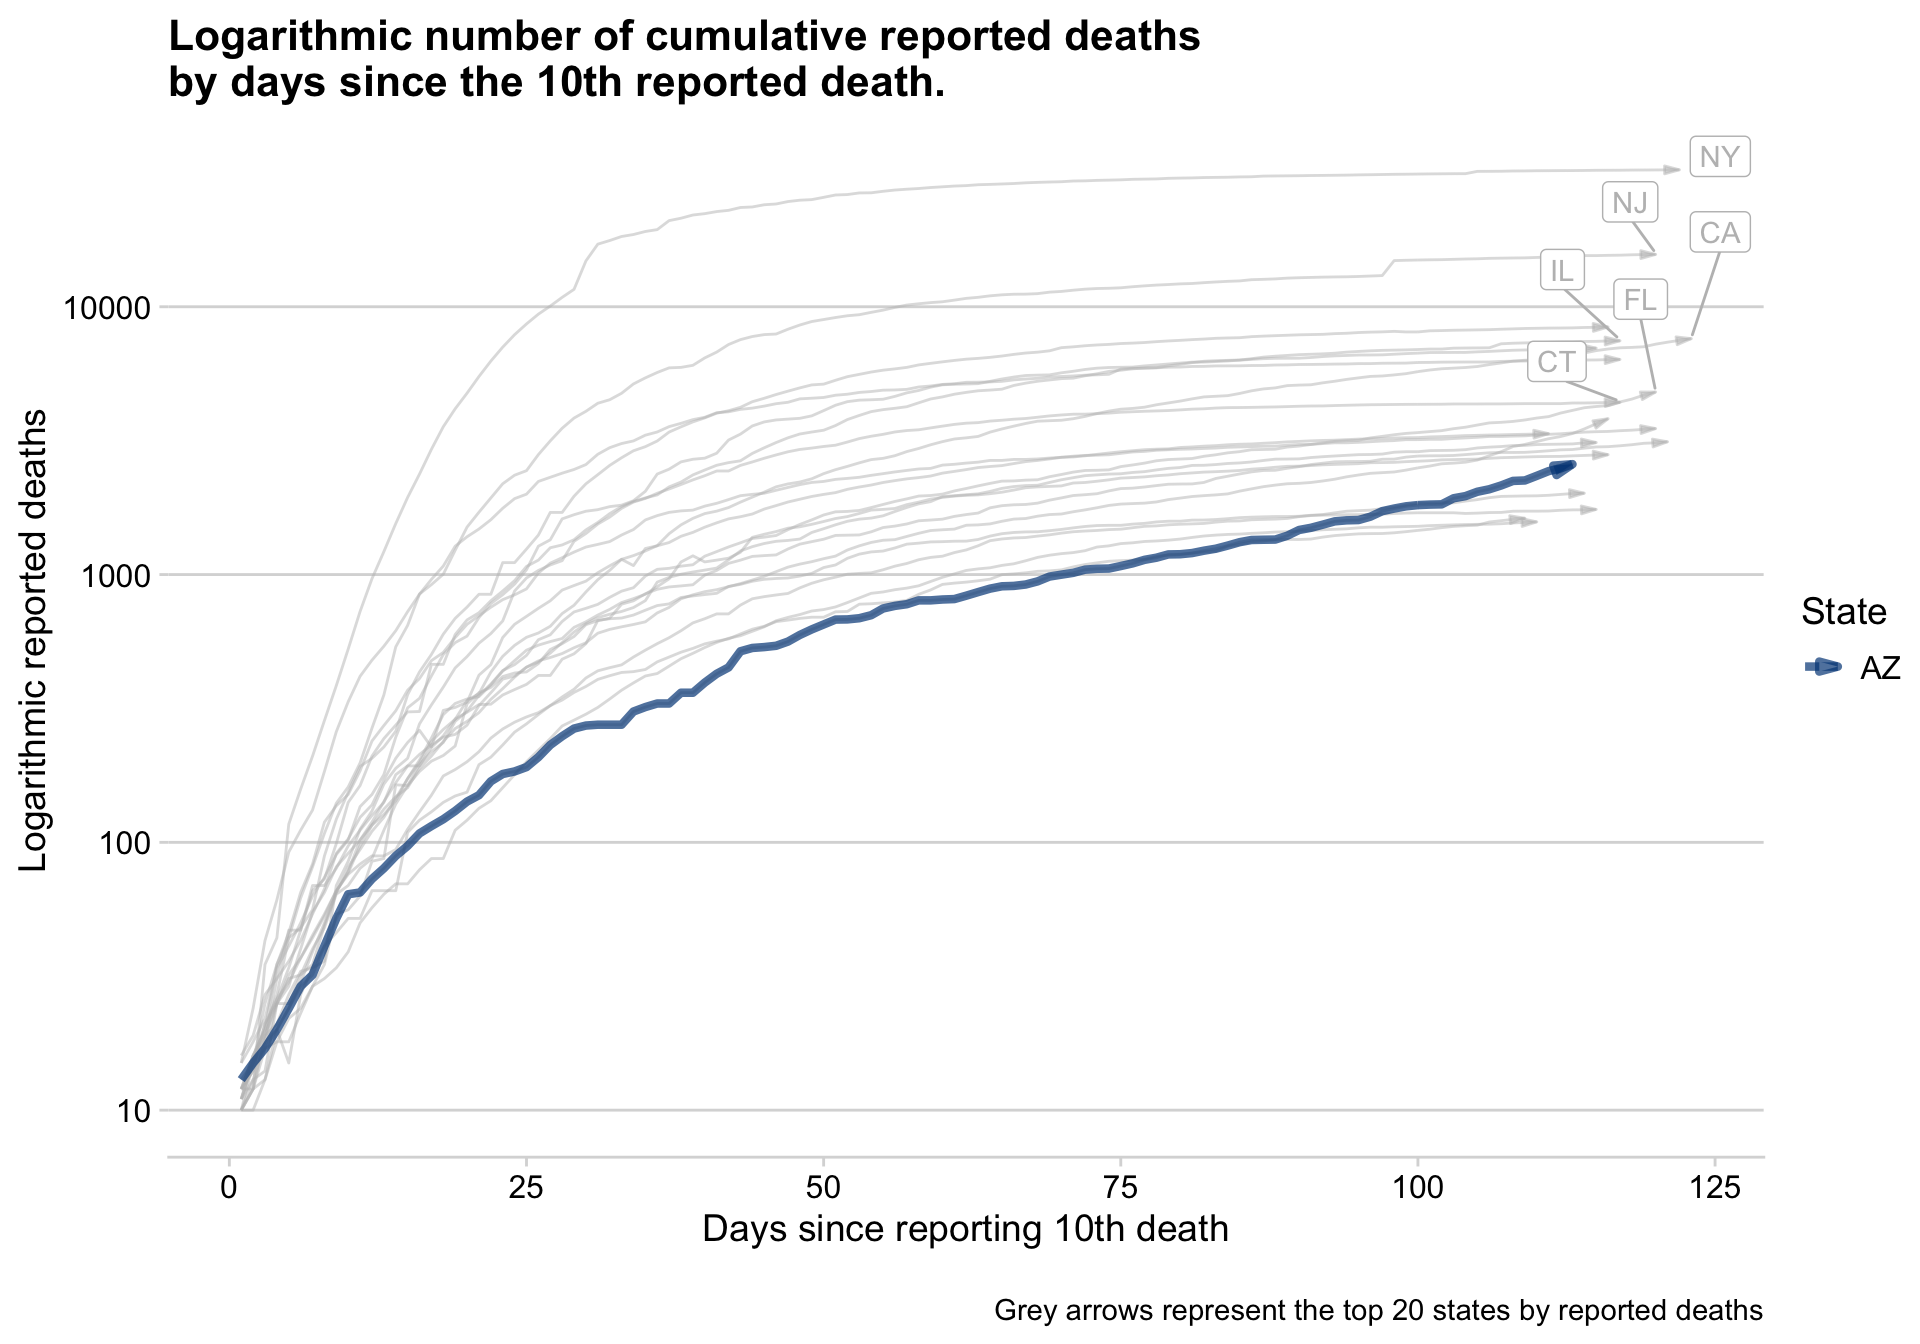 Logarithmic number of cumulative reported deaths
by days since the 10th reported death.
NY
NJ
CA
IL
FL
CT
10000
1000
100
10
Logarithmic reported deaths
State
AZ
0 25 50 75 100 125
Days since reporting 10th death
Grey arrows represent the top 20 states by reported deaths